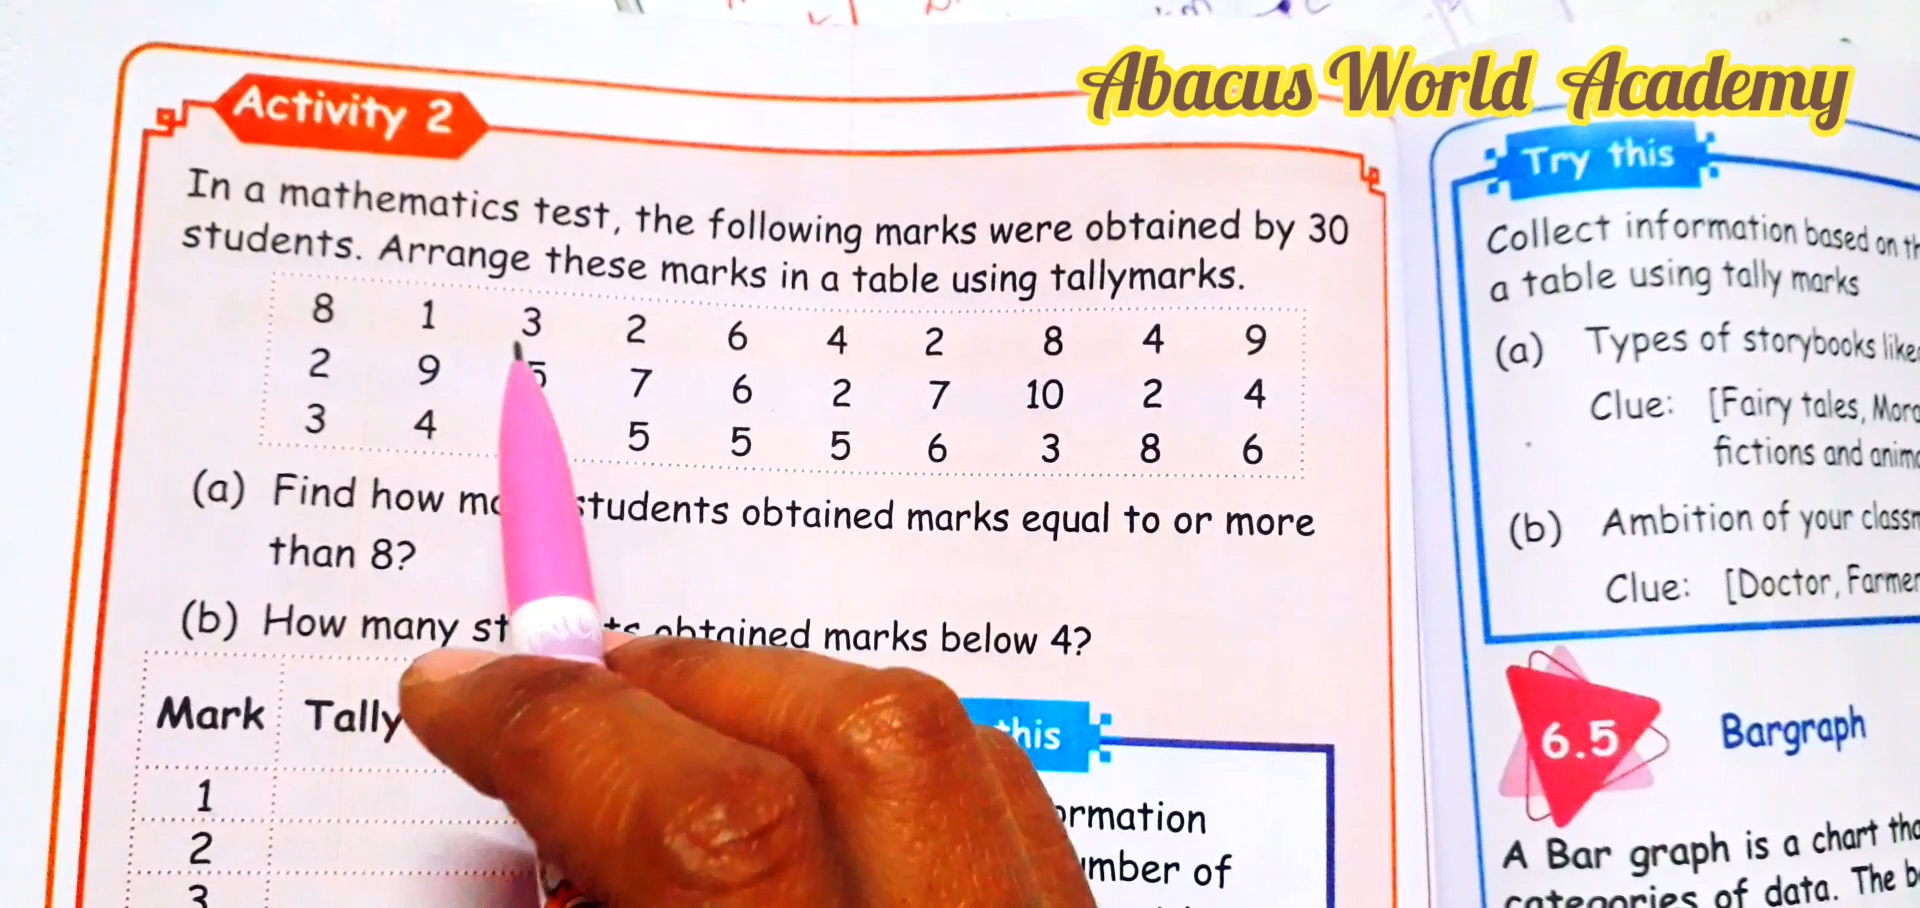 Abacus World Academy
Activity 2
In a mathematics test, the following marks were obtained by 30
students. Arrange these marks in a table using tallymarks.
8 1 3 2 6 4 2 8 4 9
2 9 5 7 6 2 7 10 2 4
3 4 5 5 5 6 3 8 6
(a) Find how students obtained marks equal to or more
than 8?
(b) How many obtained marks below 4?
Mark Tally
1
2
3
this
Try this
Collect information based on
a table using tally marks
(a) Types of storybooks like
Clue: [Fairy tales,
fictions and
(b) Ambition of your
Clue: [Doctor, Farmer
6.5 Bargraph
A Bar graph is a chart
categories of data. The